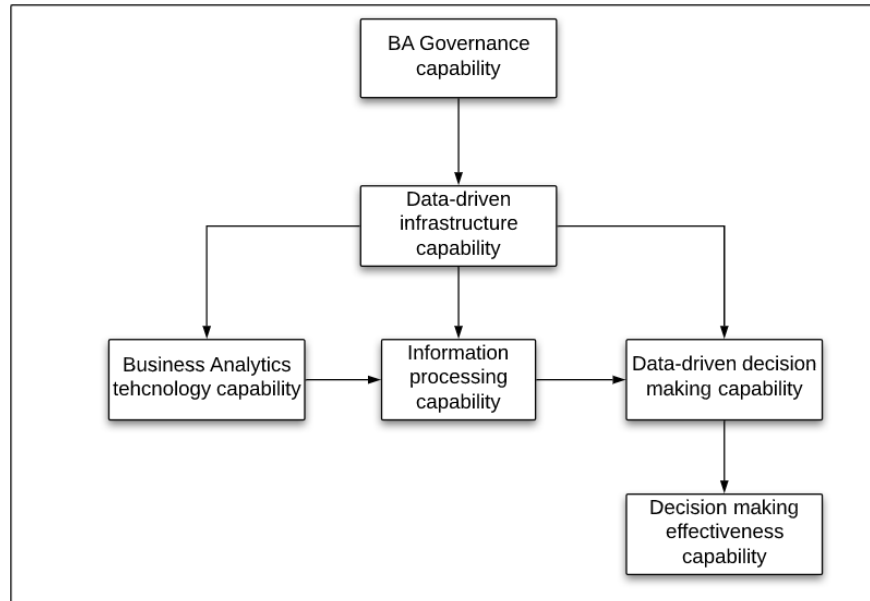 BA Governance
capability
Data-driven
infrastructure
capability
Business Analytics
tehcnology capability
Information
processing
capability
Data-driven decision
making capability
Decision making
effectiveness
capability